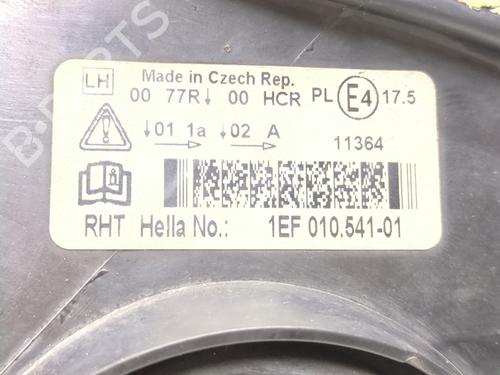 LH Made in Czech Rep.
00 77R↓ 00 HCR PL E4 17.5
↓01 1a ↓02 A 11364
RHT Hella No.: 1EF 010.541-01